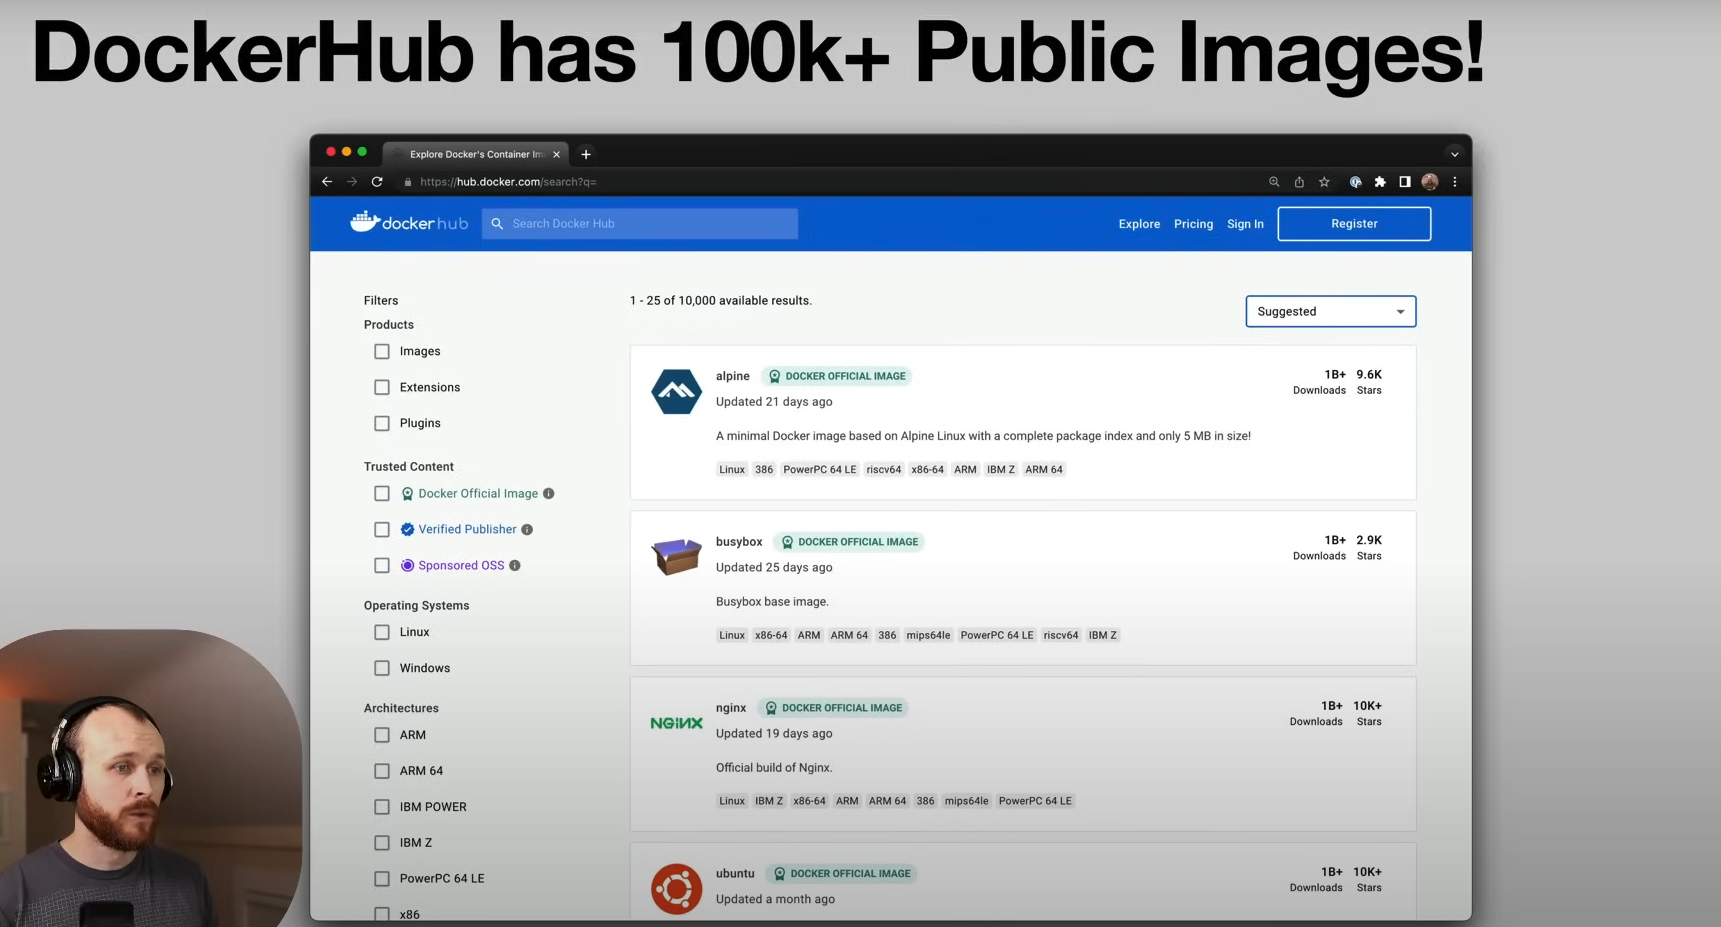 DockerHub has 100k+ Public Images!
Explore Docker's Container Im
https://hub.docker.com/search?q=
docker hub
Search Docker Hub
Explore
Pricing
Sign In
Register
Filters
Products
Images
Extensions
Plugins
Trusted Content
Docker Official Image
Verified Publisher
Sponsored OSS
Operating Systems
Linux
Windows
Architectures
ARM
ARM 64
IBM POWER
IBM Z
PowerPC 64 LE
x86
1 - 25 of 10,000 available results.
Suggested
alpine DOCKER OFFICIAL IMAGE
Updated 21 days ago
1B+ 9.6K
Downloads Stars
A minimal Docker image based on Alpine Linux with a complete package index and only 5 MB in size!
Linux 386 PowerPC 64 LE riscv64 x86-64 ARM IBM Z ARM 64
busybox DOCKER OFFICIAL IMAGE
Updated 25 days ago
1B+ 2.9K
Downloads Stars
Busybox base image.
Linux x86-64 ARM ARM 64 386 mips64le PowerPC 64 LE riscv64 IBM Z
NGINX
nginx DOCKER OFFICIAL IMAGE
Updated 19 days ago
1B+ 10K+
Downloads Stars
Official build of Nginx.
Linux IBM Z x86-64 ARM ARM 64 386 mips64le PowerPC 64 LE
ubuntu DOCKER OFFICIAL IMAGE
Updated a month ago
1B+ 10K+
Downloads Stars